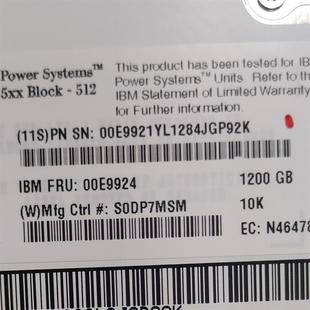 Power Systems™
5xx Block - 512
This product has been tested for IB
Power Systems™ Units. Refer to the
IBM Statement of Limited Warranty
for Further information.
(11S)PN SN: 00E9921YL1284JGP92K
IBM FRU: 00E9924
1200 GB
(W)Mfg Ctrl #: S0DP7MSM
10K
EC: N46478